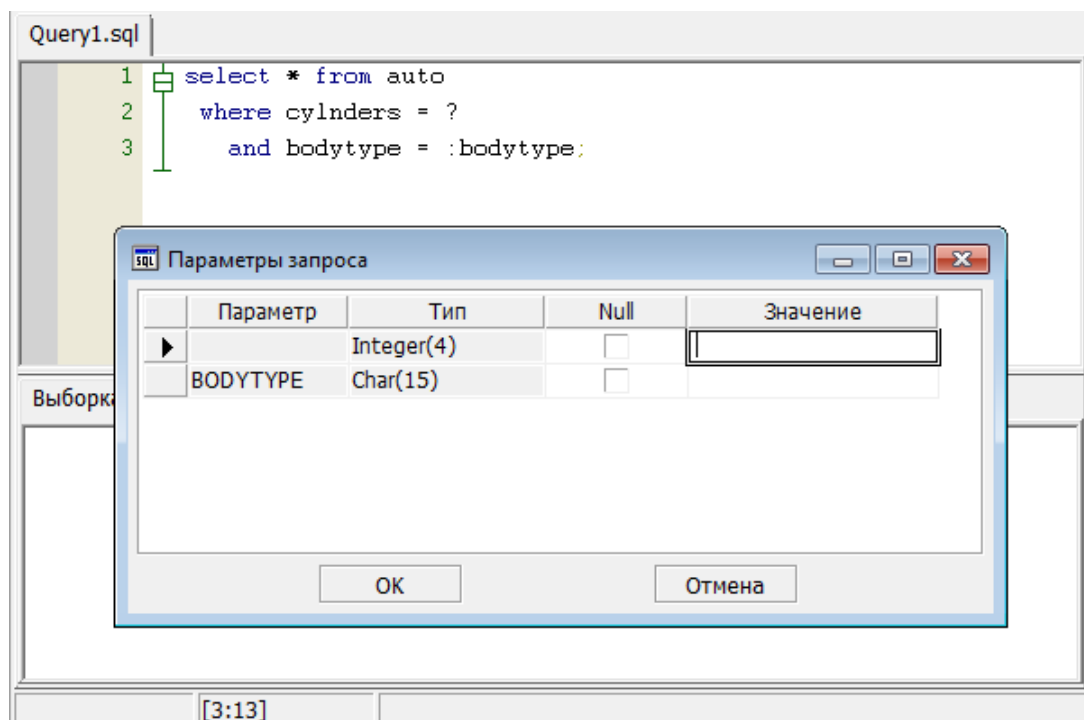 Query1.sql
1 select * from auto
2 where cylnders = ?
3 and bodytype = :bodytype;
Параметры запроса
Параметр Тип Null Значение
Integer(4)
BODYTYPE Char(15)
Выборка
OK Отмена
[3:13]